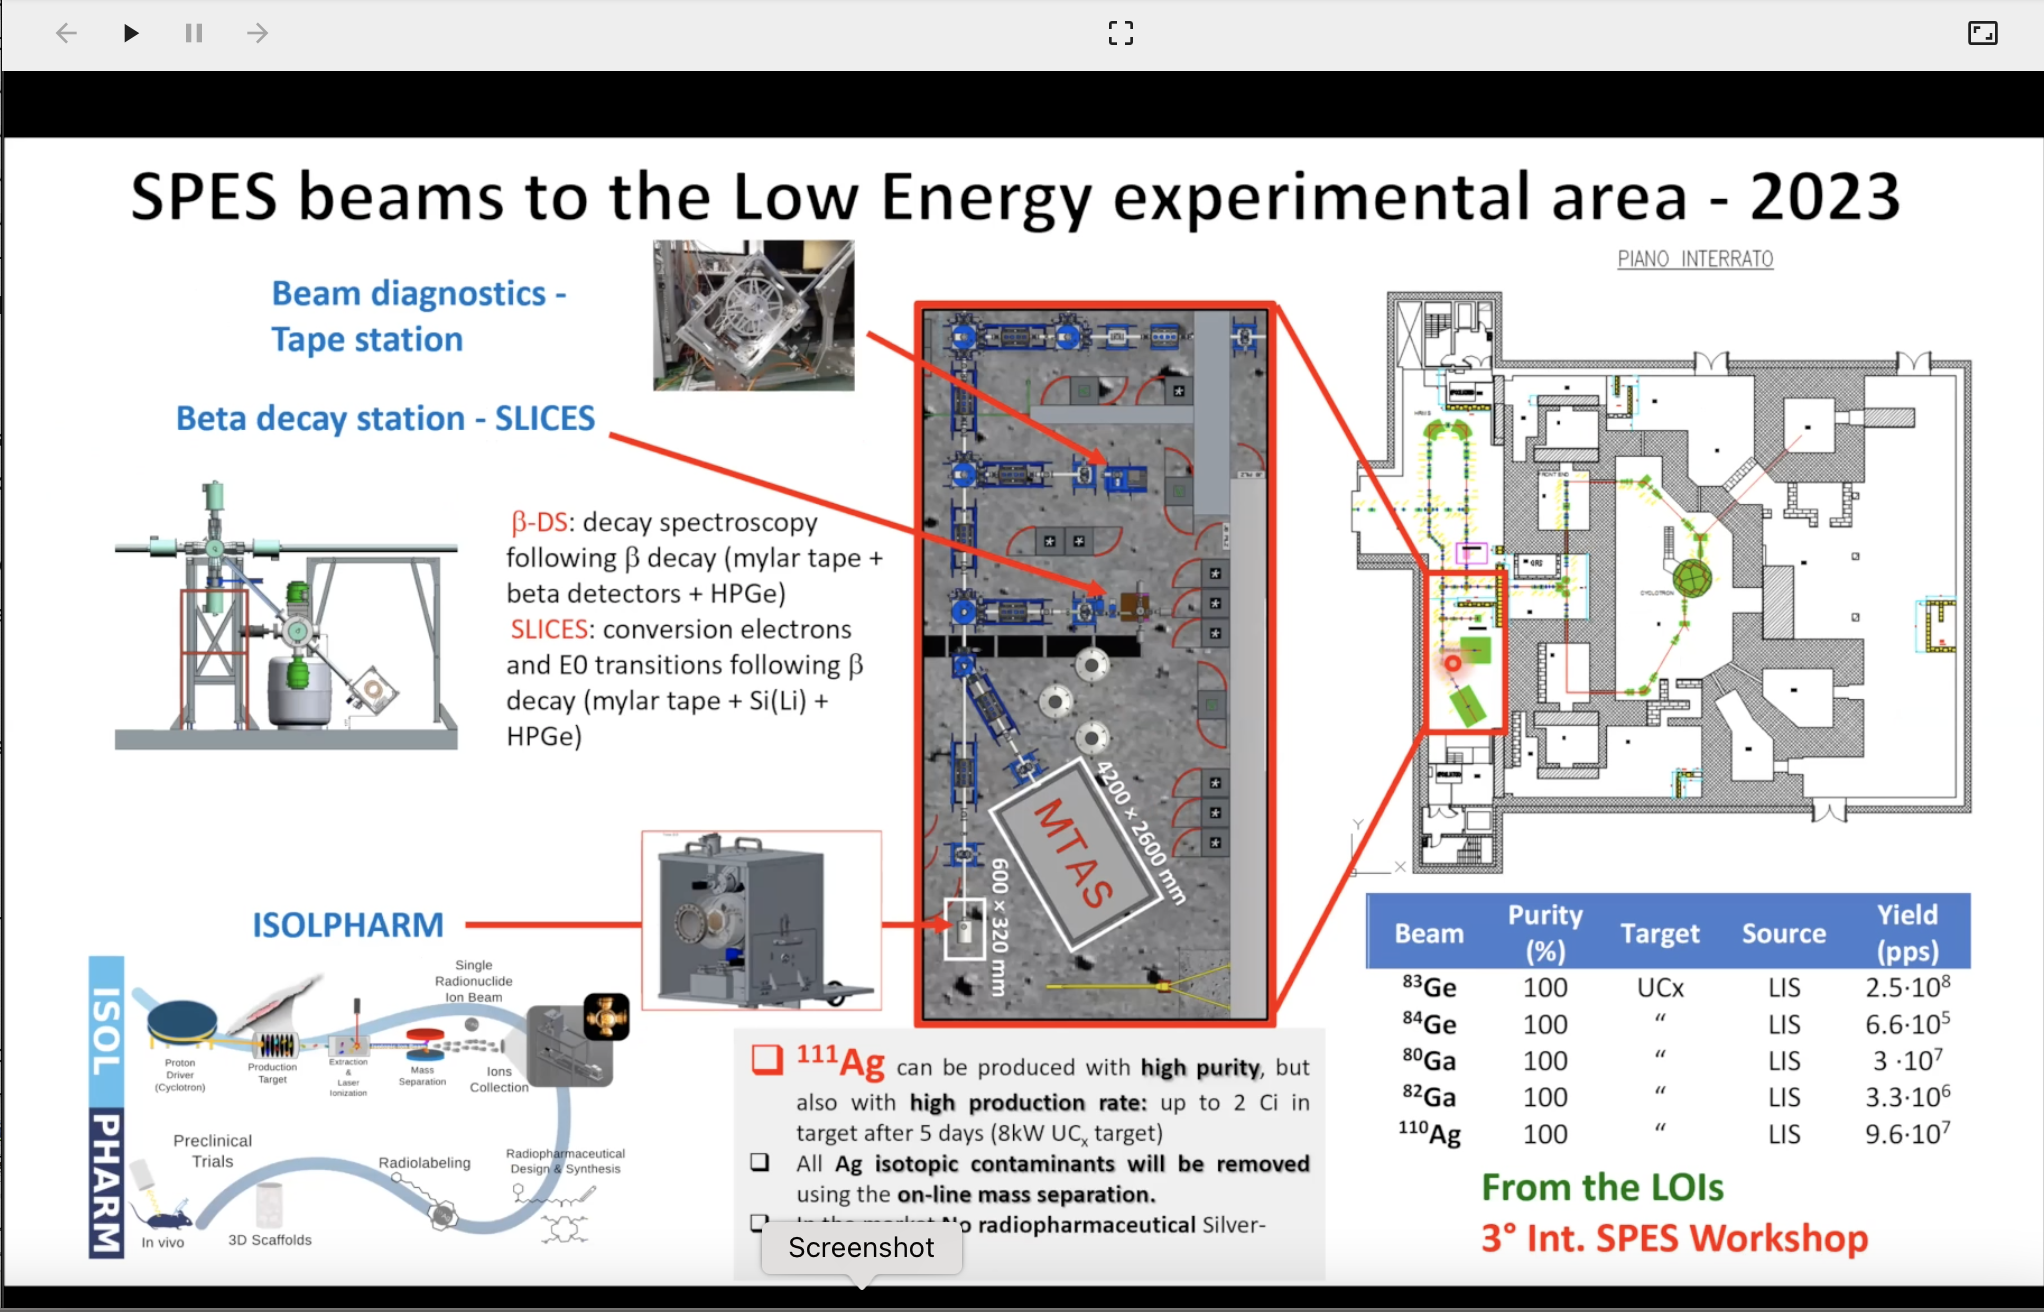 SPES beams to the Low Energy experimental area - 2023
Beam diagnostics -
Tape station
Beta decay station - SLICES
β-DS: decay spectroscopy
following β decay (mylar tape +
beta detectors + HPGe)
SLICES: conversion electrons
and E0 transitions following β
decay (mylar tape + Si(Li) +
HPGe)
ISOLPHARM
ISOL
PHARM
Single
Radionuclide
Ion Beam
Proton
Driver
(Cyclotron)
Production
Target
Extraction
&
Laser
Ionization
Mass
Separation
Ions
Collection
Preclinical
Trials
Radiolabeling
Radiopharmaceutical
Design & Synthesis
In vivo
3D Scaffolds
MTAS
4200 × 2600 mm
600 × 320 mm
❑ ¹¹¹Ag can be produced with high purity, but
also with high production rate: up to 2 Ci in
target after 5 days (8kW UCₓ target)
❑ All Ag isotopic contaminants will be removed
using the on-line mass separation.
❑ In the market No radiopharmaceutical Silver-
Screenshot
PIANO INTERRATO
HRMS
FRONT END
CYCLOTRON
Y
X
Beam Purity (%) Target Source Yield (pps)
⁸³Ge 100 UCx LIS 2.5·10⁸
⁸⁴Ge 100 “ LIS 6.6·10⁵
⁸⁰Ga 100 “ LIS 3 ·10⁷
⁸²Ga 100 “ LIS 3.3·10⁶
¹¹⁰Ag 100 “ LIS 9.6·10⁷
From the LOIs
3° Int. SPES Workshop